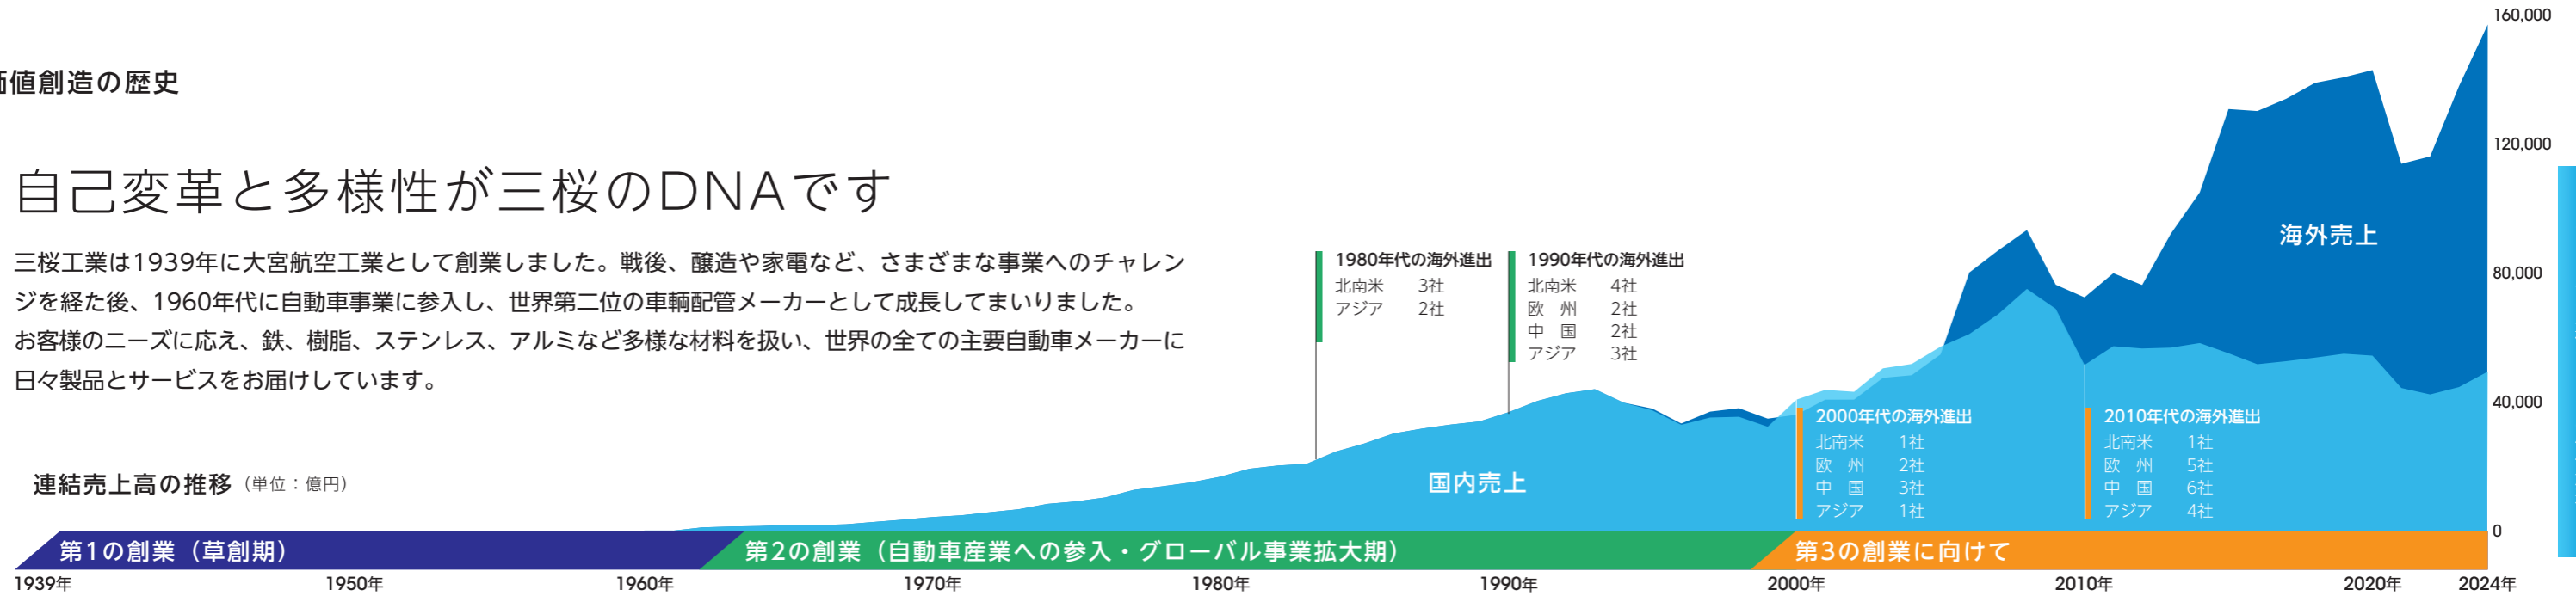 価値創造の歴史
自己変革と多様性が三桜のDNAです
三桜工業は1939年に大宮航空工業として創業しました。戦後、醸造や家電など、さまざまな事業へのチャレン
ジを経た後、1960年代に自動車事業に参入し、世界第二位の車輌配管メーカーとして成長してまいりました。
お客様のニーズに応え、鉄、樹脂、ステンレス、アルミなど多様な材料を扱い、世界の全ての主要自動車メーカーに
日々製品とサービスをお届けしています。
連結売上高の推移（単位：億円）
1980年代の海外進出
北南米 3社
アジア 2社
1990年代の海外進出
北南米 4社
欧 州 2社
中 国 2社
アジア 3社
2000年代の海外進出
北南米 1社
欧 州 2社
中 国 3社
アジア 1社
2010年代の海外進出
北南米 1社
欧 州 5社
中 国 6社
アジア 4社
国内売上
海外売上
160,000
120,000
80,000
40,000
0
第1の創業（草創期）
第2の創業（自動車産業への参入・グローバル事業拡大期）
第3の創業に向けて
1939年 1950年 1960年 1970年 1980年 1990年 2000年 2010年 2020年 2024年